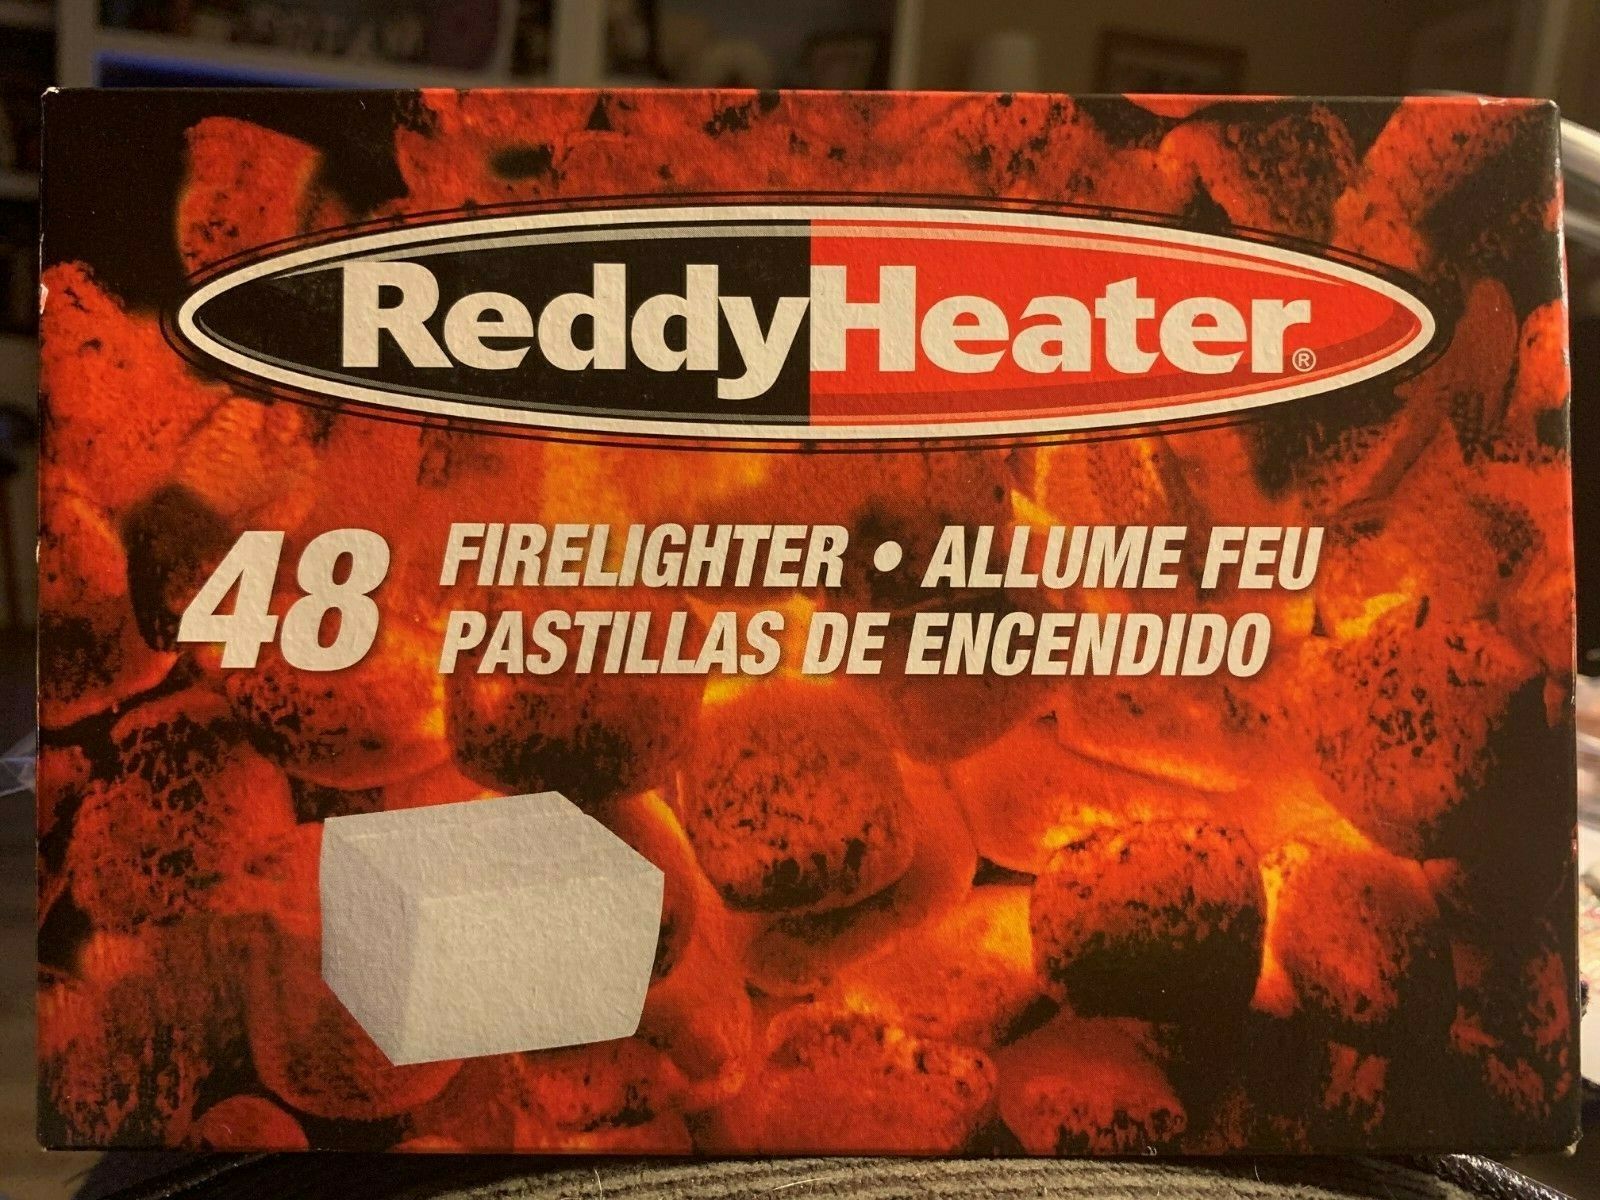 ReddyHeater®
48 FIRELIGHTER • ALLUME FEU
PASTILLAS DE ENCENDIDO